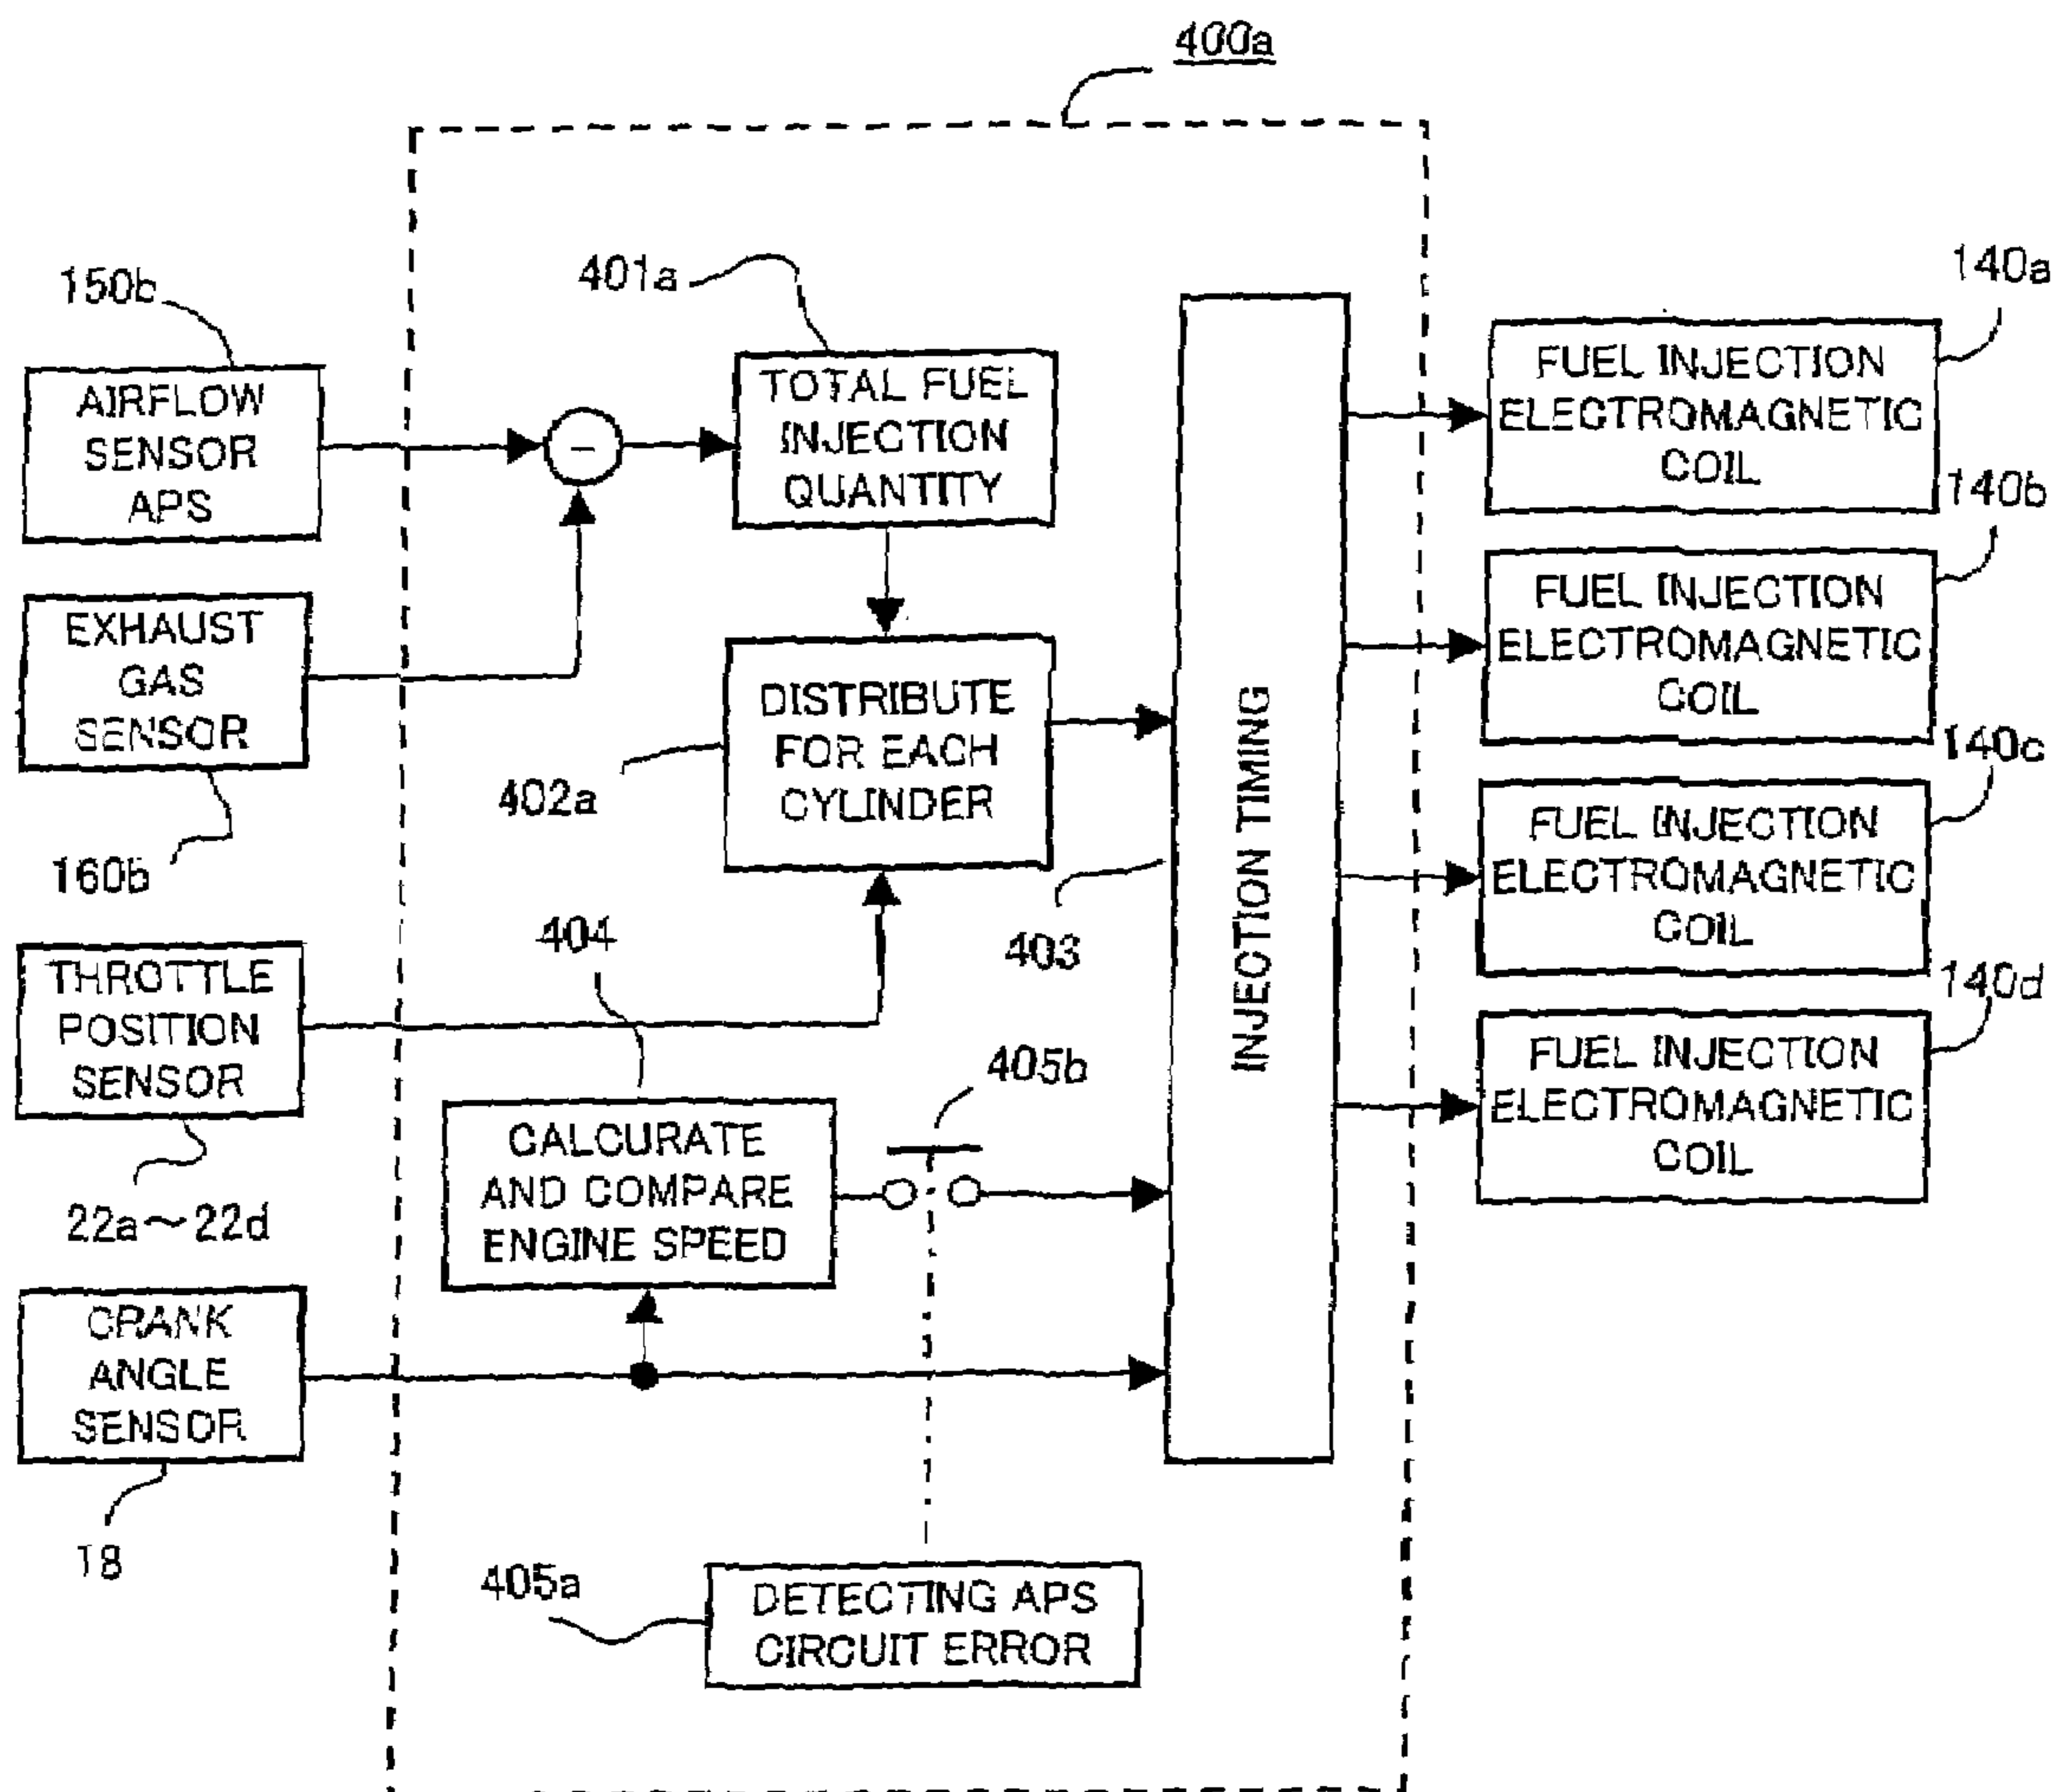 400a
150b
401a
140a
AIRFLOW
SENSOR
APS
−
TOTAL FUEL
INJECTION
QUANTITY
FUEL INJECTION
ELECTROMAGNETIC
COIL
140b
EXHAUST
GAS
SENSOR
160b
DISTRIBUTE
FOR EACH
CYLINDER
402a
INJECTION TIMING
403
FUEL INJECTION
ELECTROMAGNETIC
COIL
140c
FUEL INJECTION
ELECTROMAGNETIC
COIL
140d
THROTTLE
POSITION
SENSOR
22a～22d
404
405b
CALCURATE
AND COMPARE
ENGINE SPEED
FUEL INJECTION
ELECTROMAGNETIC
COIL
CRANK
ANGLE
SENSOR
18
405a
DETECTING APS
CIRCUIT ERROR